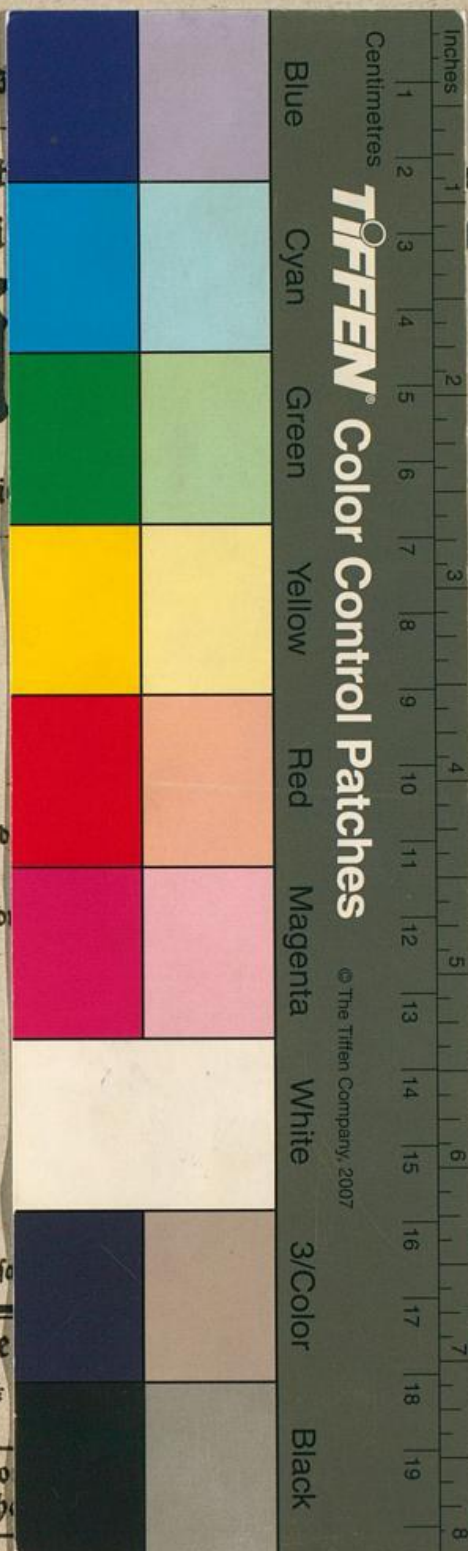 Inches
1 2 3 4 5 6 7 8
Centimetres
1 2 3 4 5 6 7 8 9 10 11 12 13 14 15 16 17 18 19
TIFFEN® Color Control Patches
© The Tiffen Company, 2007
Blue Cyan Green Yellow Red Magenta White 3/Color Black